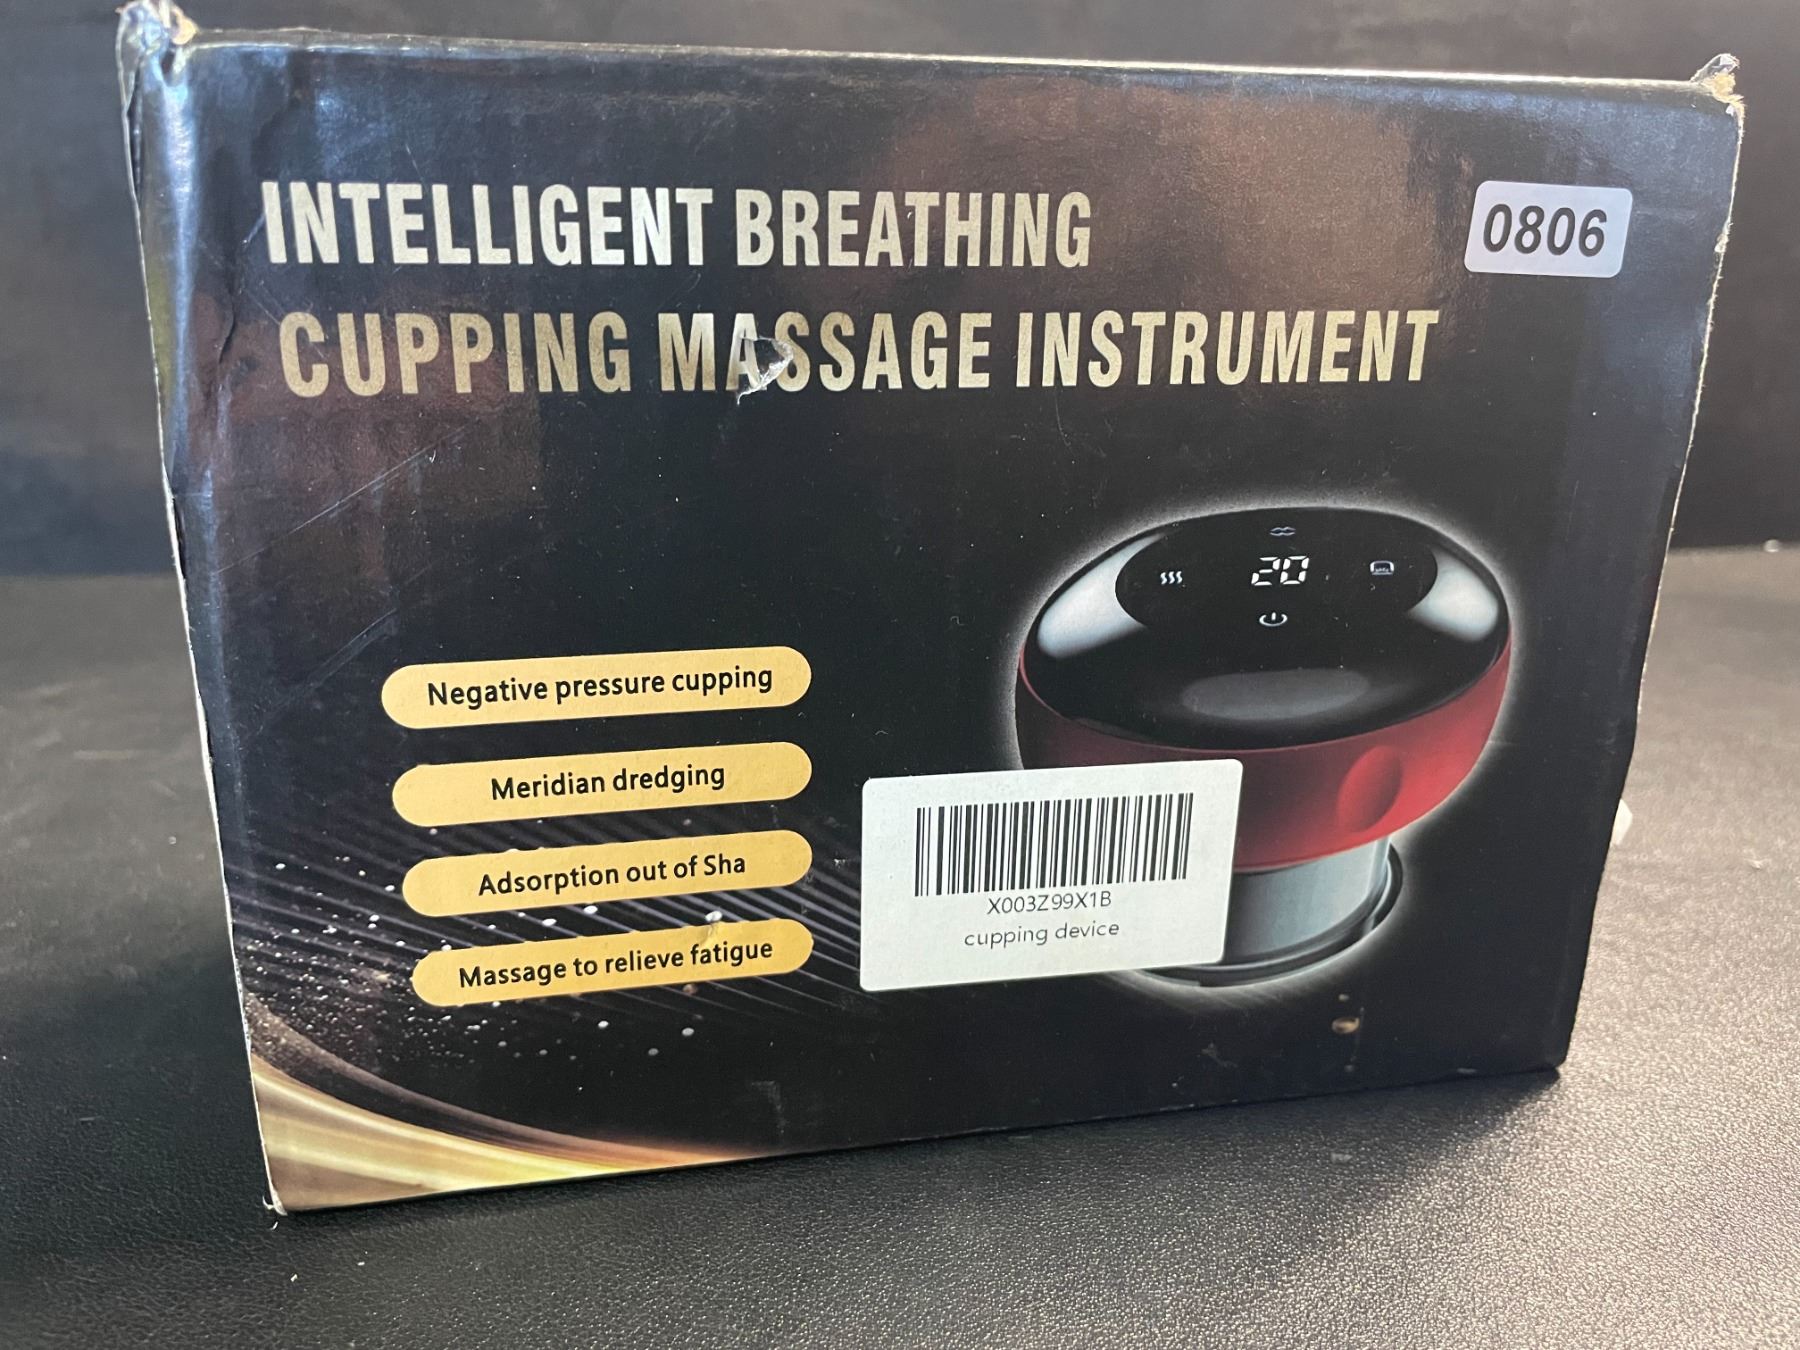 INTELLIGENT BREATHING
0806
CUPPING MASSAGE INSTRUMENT
20
Negative pressure cupping
Meridian dredging
Adsorption out of Sha
Massage to relieve fatigue
X003Z99X1B
cupping device